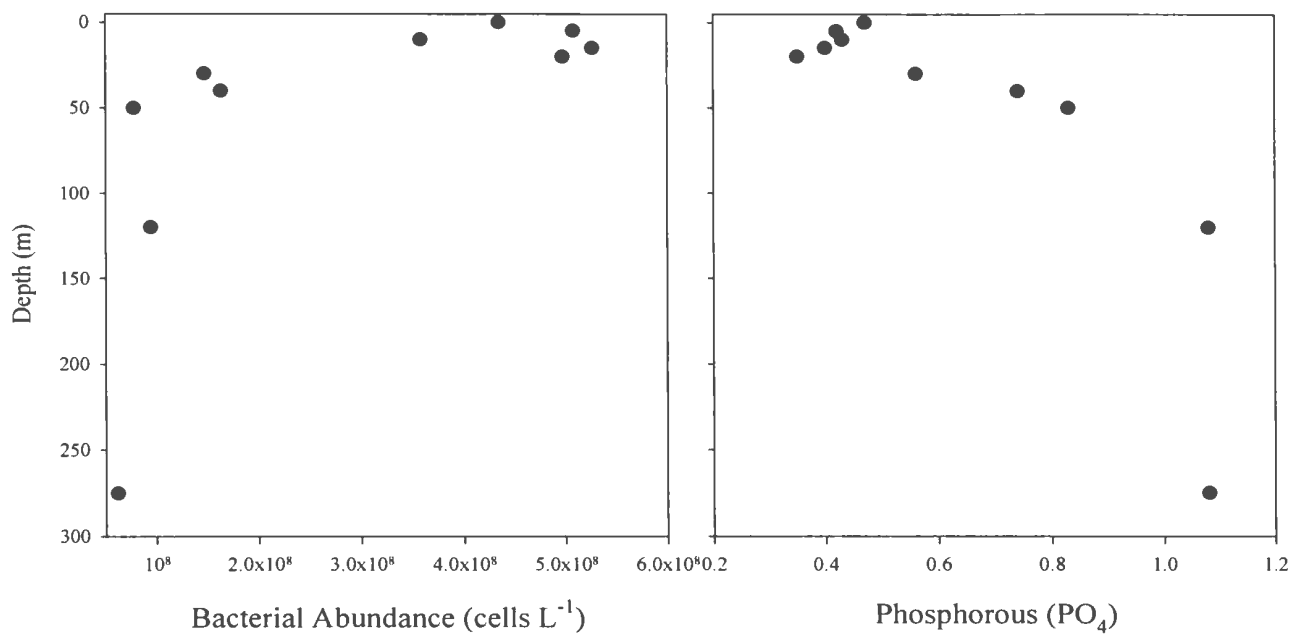 0
50
100
150
200
250
300
Depth (m)
10⁸ 2.0x10⁸ 3.0x10⁸ 4.0x10⁸ 5.0x10⁸ 6.0x10⁸ 0.2 0.4 0.6 0.8 1.0 1.2
Bacterial Abundance (cells L⁻¹) Phosphorous (PO₄)